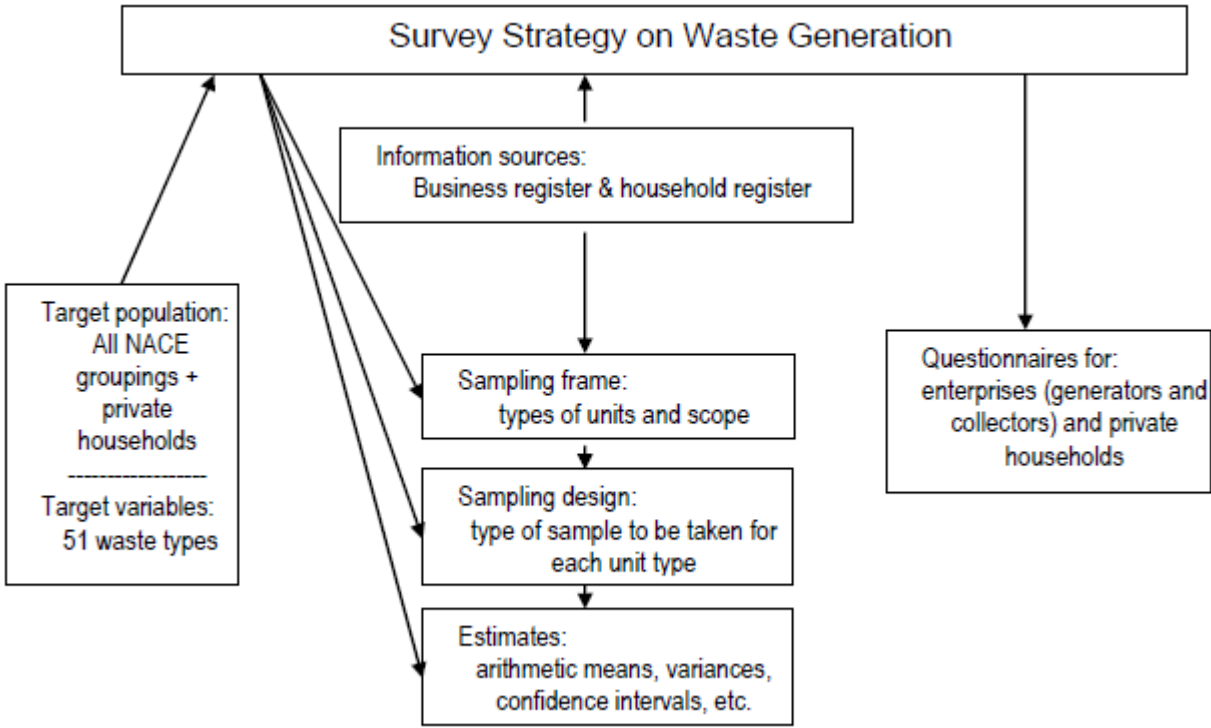 Survey Strategy on Waste Generation
Information sources:
Business register & household register
Target population:
All NACE
groupings +
private
households
-------------------
Target variables:
51 waste types
Sampling frame:
types of units and scope
Sampling design:
type of sample to be taken for
each unit type
Estimates:
arithmetic means, variances,
confidence intervals, etc.
Questionnaires for:
enterprises (generators and
collectors) and private
households